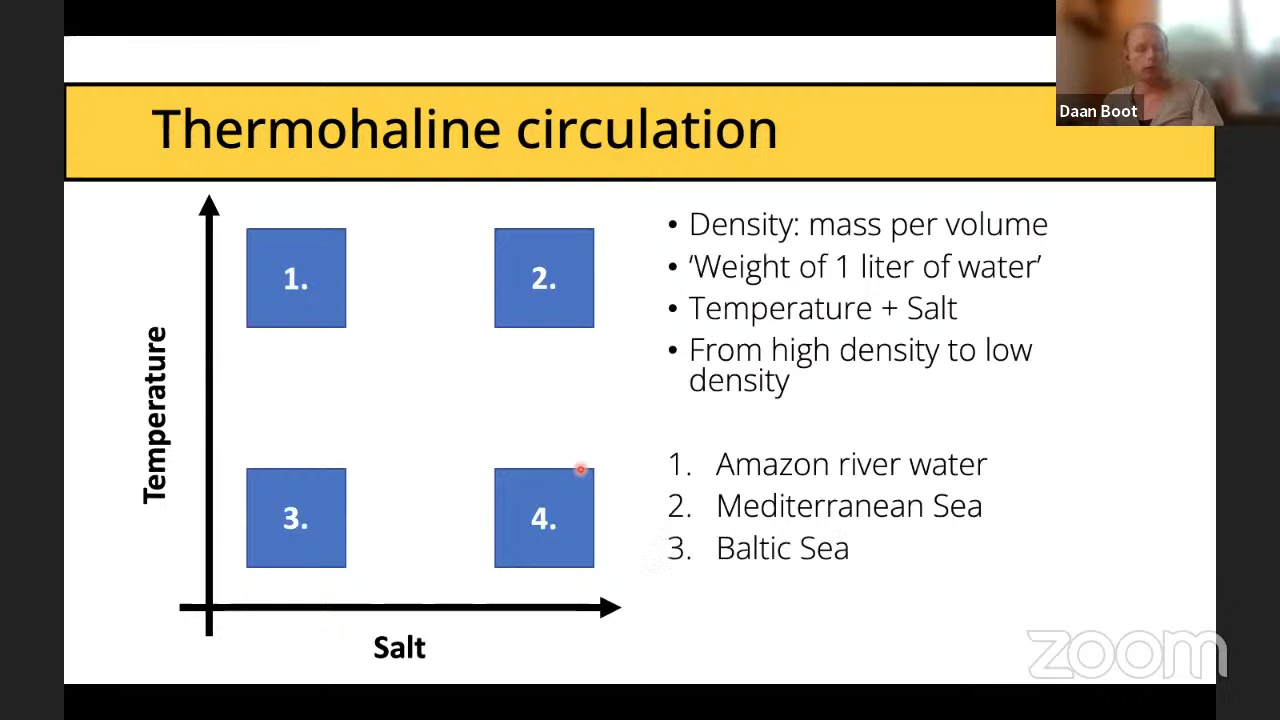 Daan Boot
Thermohaline circulation
Temperature
1.
2.
3.
4.
Salt
• Density: mass per volume
• ‘Weight of 1 liter of water’
• Temperature + Salt
• From high density to low
density
1. Amazon river water
2. Mediterranean Sea
3. Baltic Sea
zoom